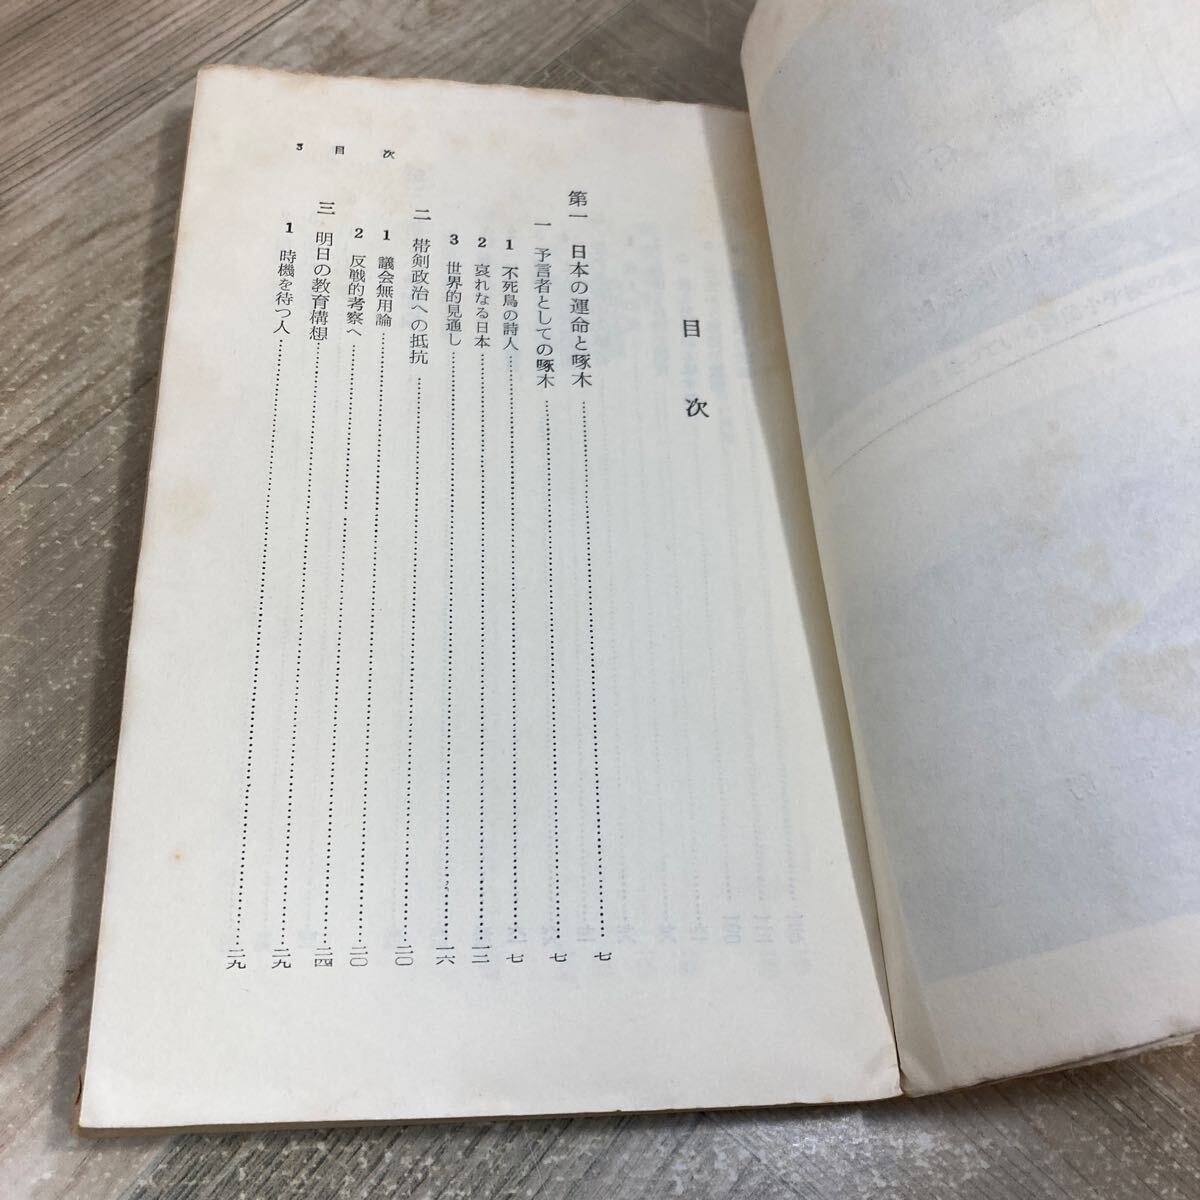 3 目次
目次
第一 日本の運命と啄木……七
一 予言者としての啄木……七
1 不死鳥の詩人……七
2 哀れなる日本……一二
3 世界的見通し……一六
二 帯剣政治への抵抗……二〇
1 議会無用論……二〇
2 反戦的考察へ……二四
三 明日の教育構想……二九
1 時機を待つ人……二九